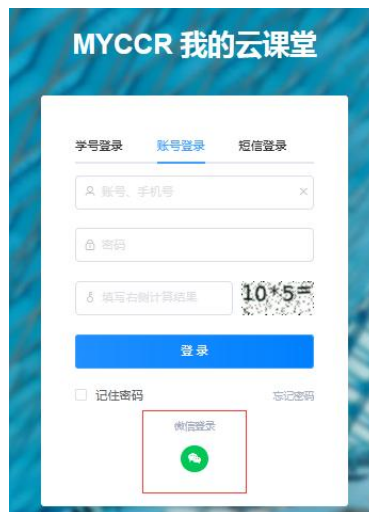 MYCCR 我的云课堂
学号登录 账号登录 短信登录
账号、手机号
密码
填写右侧计算结果 10*5=
登录
记住密码 忘记密码
微信登录